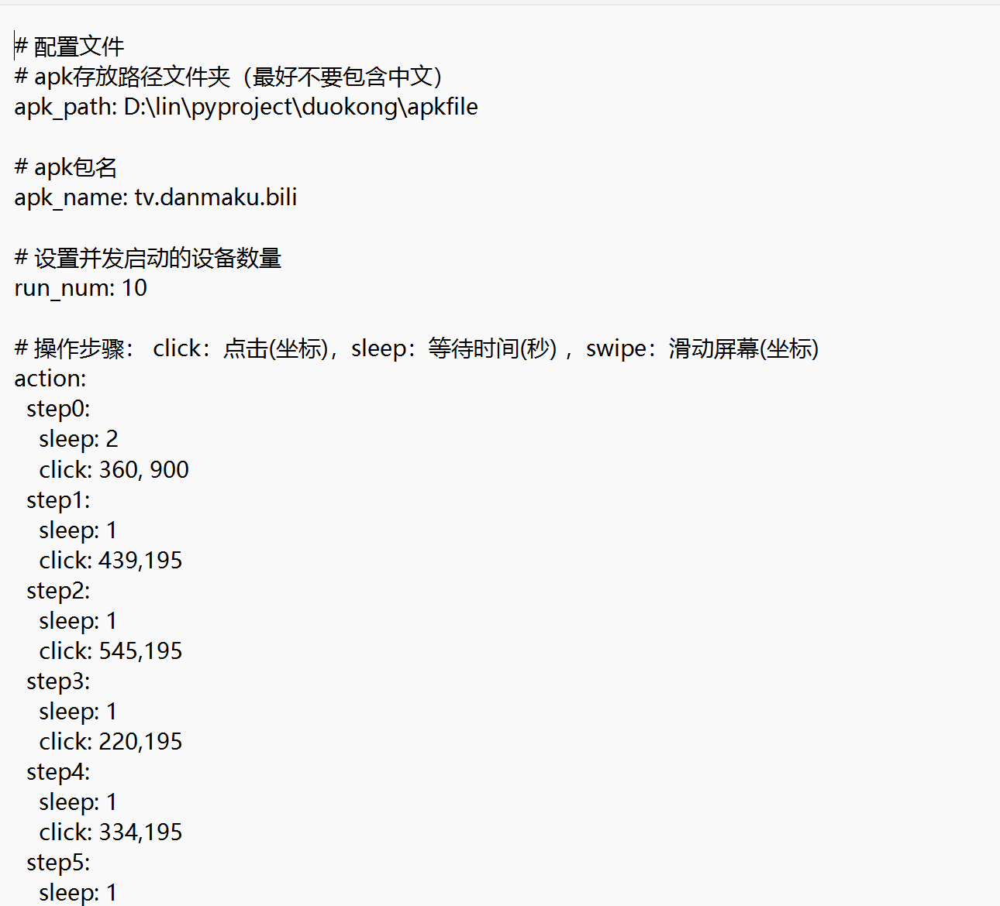 # 配置文件
# apk存放路径文件夹（最好不要包含中文）
apk_path: D:\lin\pyproject\duokong\apkfile
# apk包名
apk_name: tv.danmaku.bili
# 设置并发启动的设备数量
run_num: 10
# 操作步骤： click：点击(坐标)，sleep：等待时间(秒) ，swipe：滑动屏幕(坐标)
action:
  step0:
    sleep: 2
    click: 360, 900
  step1:
    sleep: 1
    click: 439,195
  step2:
    sleep: 1
    click: 545,195
  step3:
    sleep: 1
    click: 220,195
  step4:
    sleep: 1
    click: 334,195
  step5:
    sleep: 1